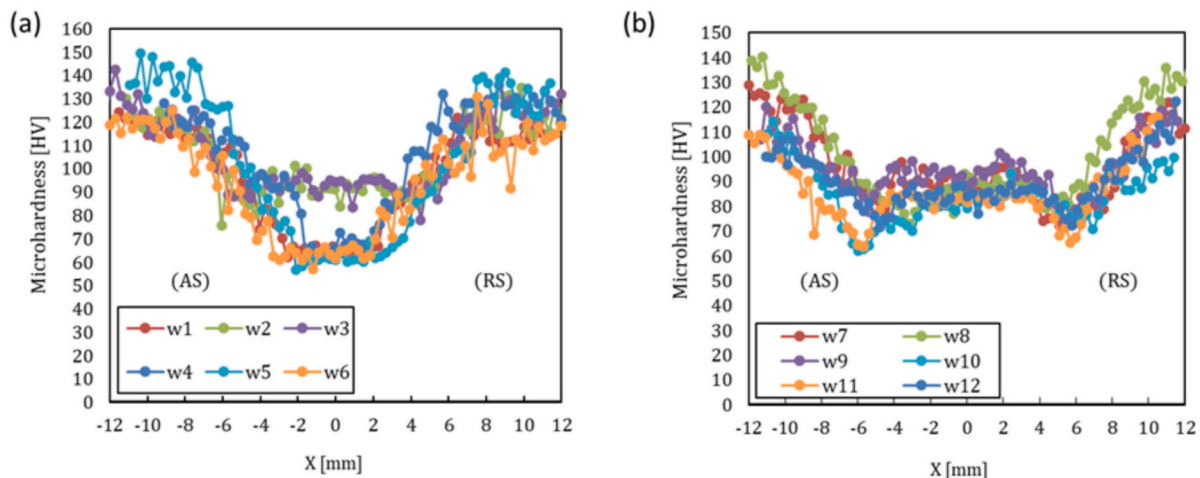 (a)
Microhardness [HV]
160
150
140
130
120
110
100
90
80
70
60
50
40
30
20
10
0
(AS)
(RS)
w1 w2 w3
w4 w5 w6
-12 -10 -8 -6 -4 -2 0 2 4 6 8 10 12
X [mm]
(b)
Microhardness [HV]
150
140
130
120
110
100
90
80
70
60
50
40
30
20
10
0
(AS)
(RS)
w7 w8
w9 w10
w11 w12
-12 -10 -8 -6 -4 -2 0 2 4 6 8 10 12
X [mm]